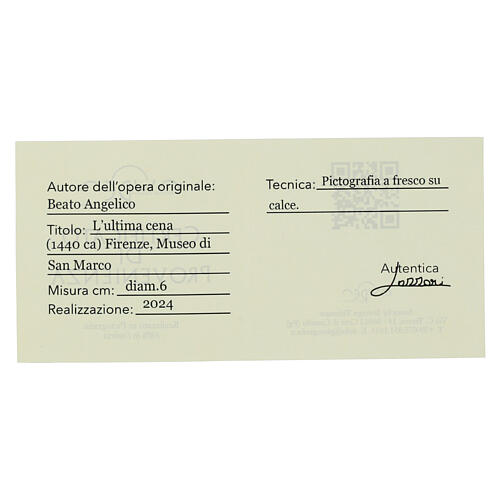 Autore dell'opera originale:
Beato Angelico
Titolo: L'ultima cena
(1440 ca) Firenze, Museo di
San Marco
Misura cm: diam.6
Realizzazione: 2024
Tecnica: Pictografia a fresco su
calce.
Autentica